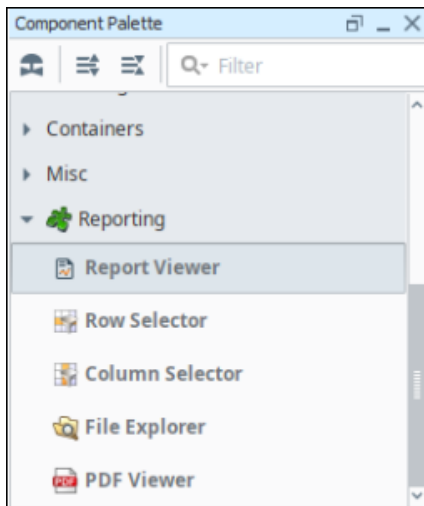 Component Palette
Filter
Containers
Misc
Reporting
Report Viewer
Row Selector
Column Selector
File Explorer
PDF Viewer